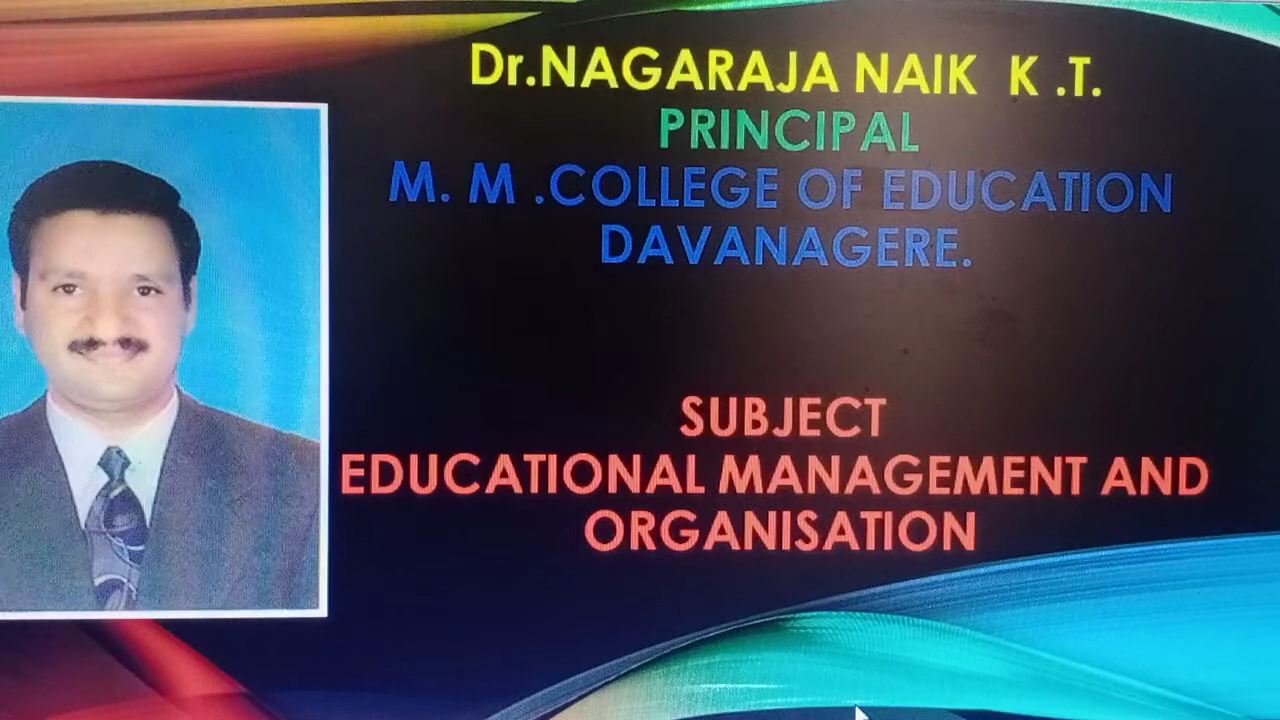 Dr.NAGARAJA NAIK K .T.
PRINCIPAL
M. M .COLLEGE OF EDUCATION
DAVANAGERE.
SUBJECT
EDUCATIONAL MANAGEMENT AND
ORGANISATION